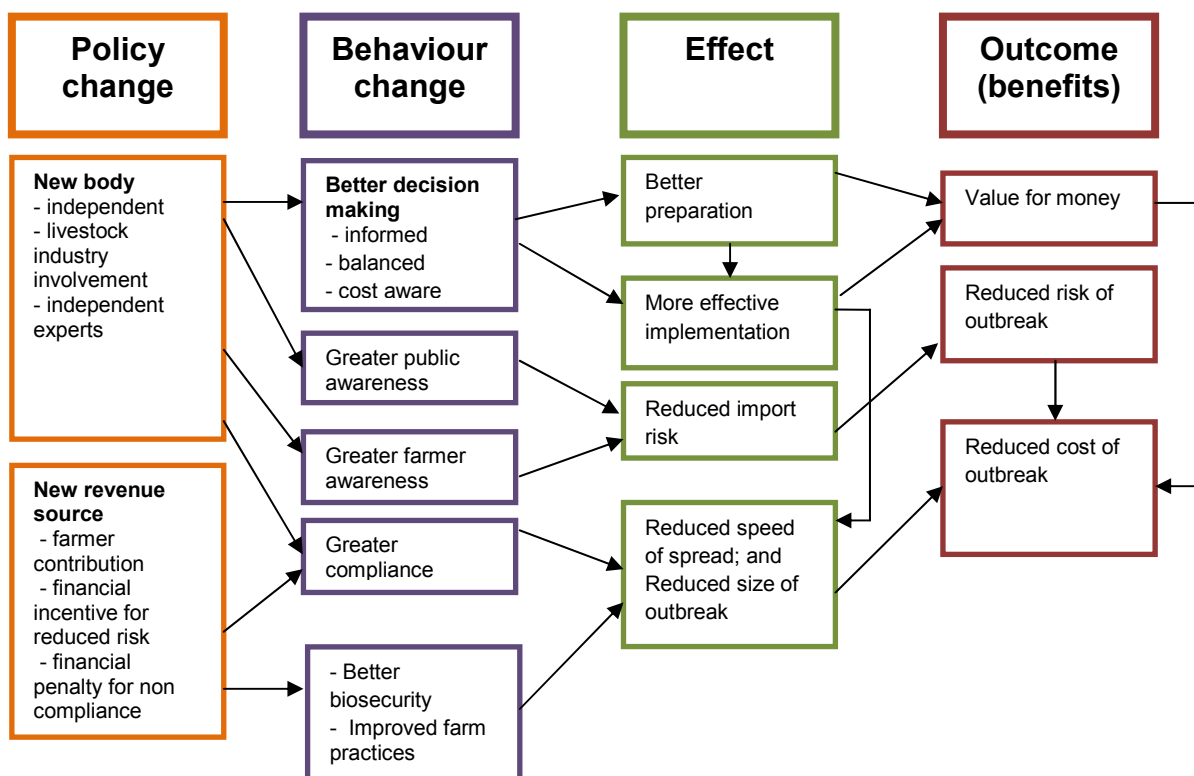 Policy
change
Behaviour
change
Effect
Outcome
(benefits)
New body
- independent
- livestock
industry
involvement
- independent
experts
New revenue
source
- farmer
contribution
- financial
incentive for
reduced risk
- financial
penalty for non
compliance
Better decision
making
- informed
- balanced
- cost aware
Greater public
awareness
Greater farmer
awareness
Greater
compliance
- Better
biosecurity
- Improved farm
practices
Better
preparation
More effective
implementation
Reduced import
risk
Reduced speed
of spread; and
Reduced size of
outbreak
Value for money
Reduced risk of
outbreak
Reduced cost of
outbreak